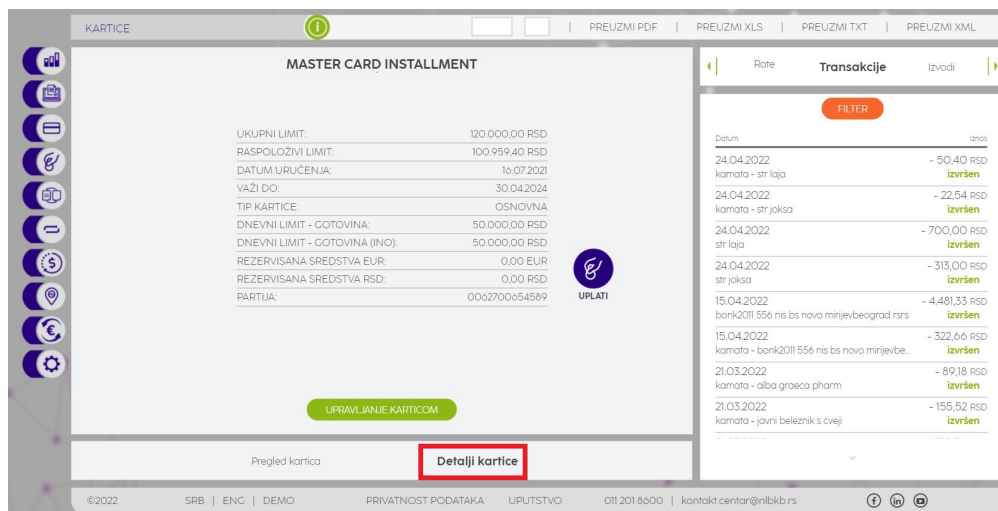 KARTICE
| PREUZMI PDF | PREUZMI XLS | PREUZMI TXT | PREUZMI XML
MASTER CARD INSTALLMENT
UKUPNI LIMIT: 120.000,00 RSD
RASPOLOŽIVI LIMIT: 100.959,40 RSD
DATUM URUČENJA: 16.07.2021
VAŽI DO: 30.04.2024
TIP KARTICE: OSNOVNA
DNEVNI LIMIT - GOTOVINA: 50.000,00 RSD
DNEVNI LIMIT - GOTOVINA (INO): 50.000,00 RSD
REZERVISANA SREDSTVA EUR: 0,00 EUR
REZERVISANA SREDSTVA RSD: 0,00 RSD
PARTIJA: 0062700654589
UPLATI
UPRAVLJANJE KARTICOM
Pregled kartica Detalji kartice
Rate Transakcije Izvodi
FILTER
Datum Iznos
24.04.2022 - 50,40 RSD
kamata - str laja izvršen
24.04.2022 - 22,54 RSD
kamata - str joksa izvršen
24.04.2022 - 700,00 RSD
str laja izvršen
24.04.2022 - 313,00 RSD
str joksa izvršen
15.04.2022 - 4.481,33 RSD
bonk2011 556 nis bs novo mirijevbeograd rsrs izvršen
15.04.2022 - 322,66 RSD
kamata - bonk2011 556 nis bs novo mirijevbe... izvršen
21.03.2022 - 89,18 RSD
kamata - alba graeca pharm izvršen
21.03.2022 - 155,52 RSD
kamata - javni beleznik s cveji izvršen
©2022 SRB | ENG | DEMO PRIVATNOST PODATAKA UPUTSTVO 011 201 8600 | kontakt.centar@nlbkb.rs